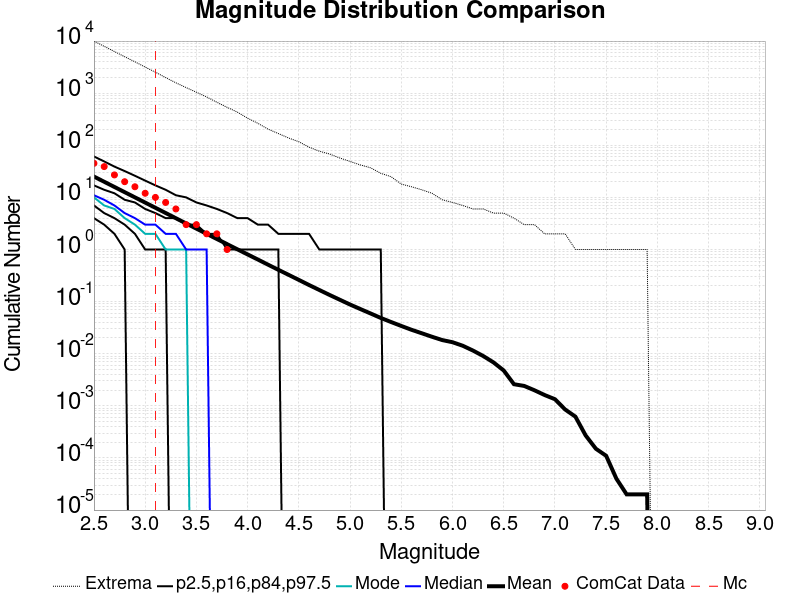 Magnitude Distribution Comparison
10^4
10^3
10^2
10^1
10^0
10^-1
10^-2
10^-3
10^-4
10^-5
Cumulative Number
2.5 3.0 3.5 4.0 4.5 5.0 5.5 6.0 6.5 7.0 7.5 8.0 8.5 9.0
Magnitude
Extrema p2.5,p16,p84,p97.5 Mode Median Mean ComCat Data Mc